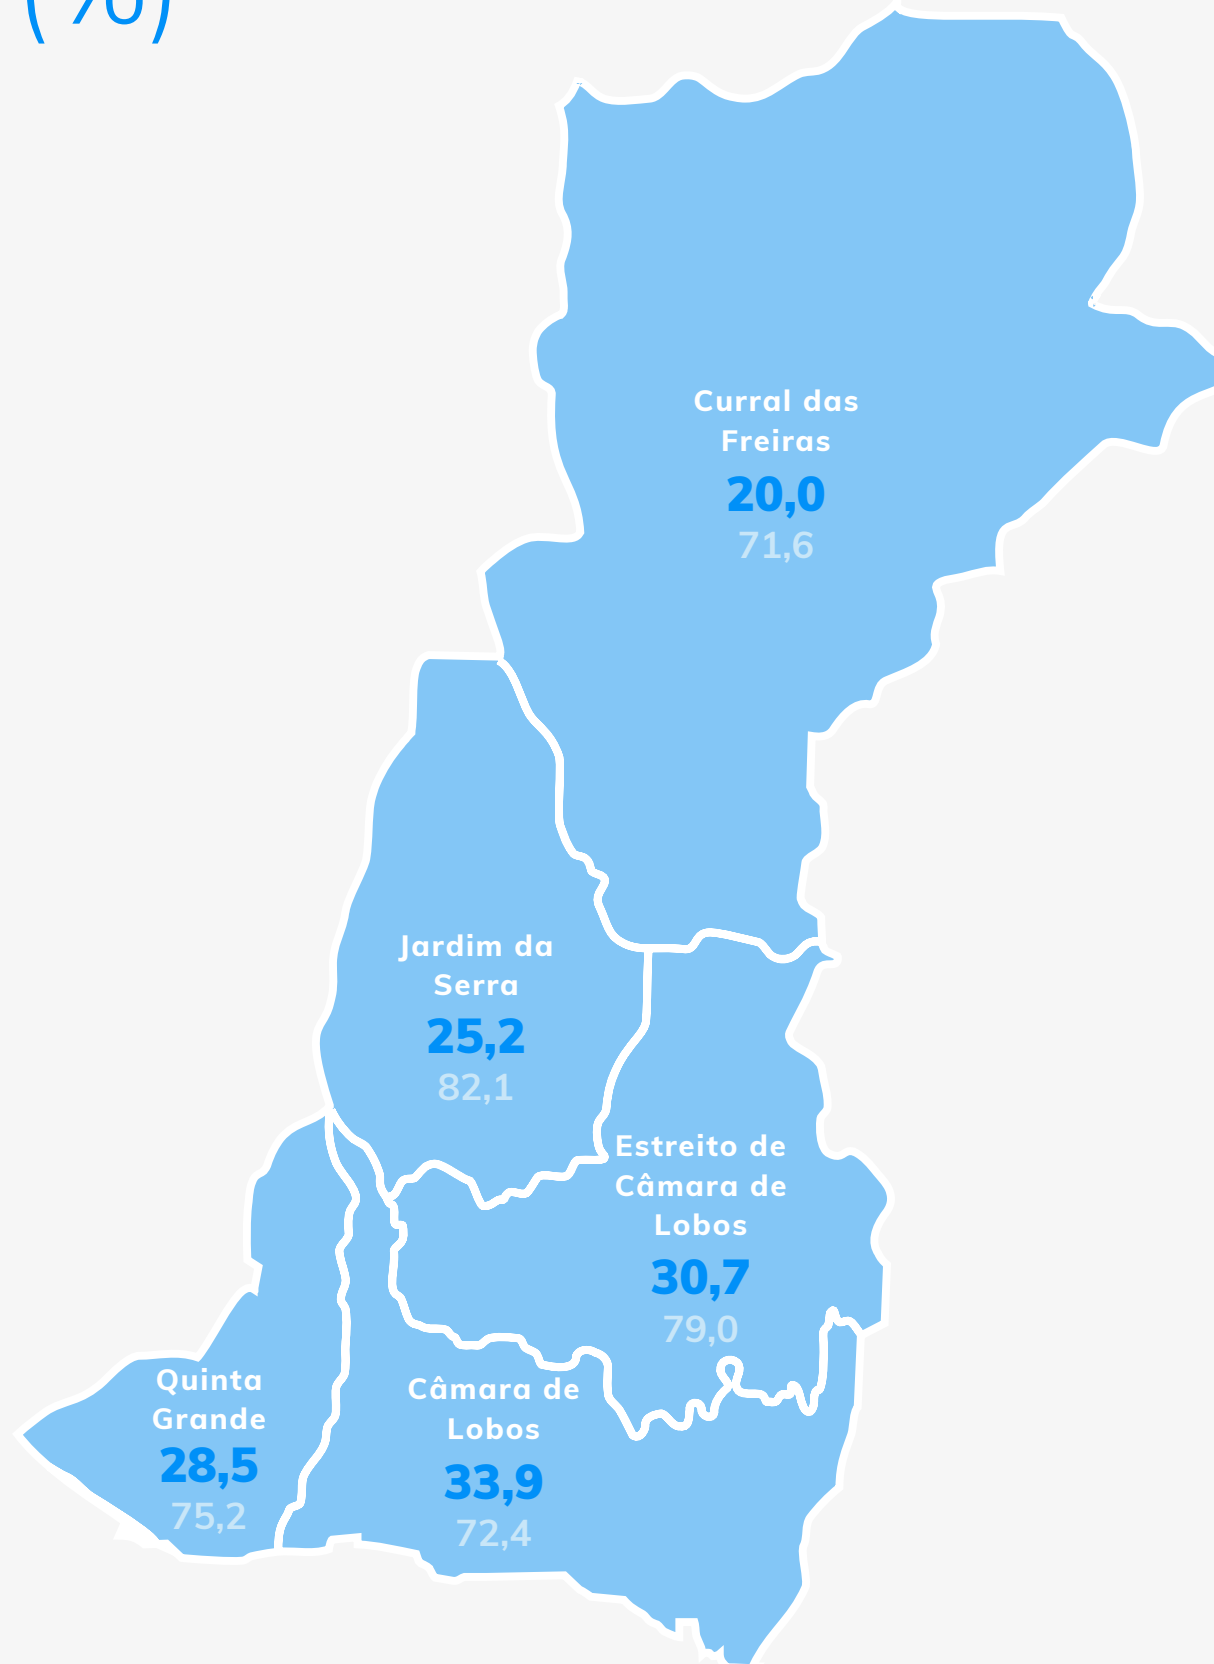 (%)
Curral das
Freiras
20,0
71,6
Jardim da
Serra
25,2
82,1
Estreito de
Câmara de
Lobos
30,7
79,0
Quinta
Grande
28,5
75,2
Câmara de
Lobos
33,9
72,4